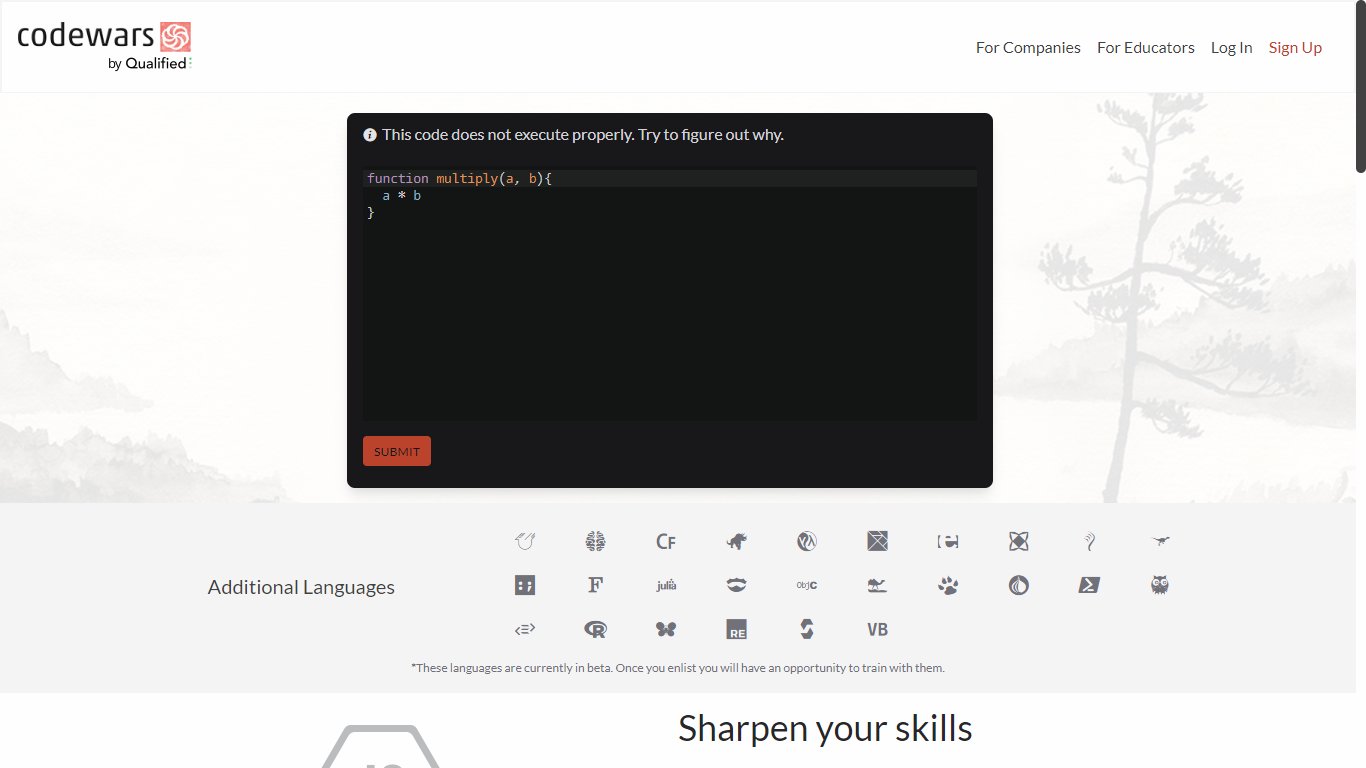 codewars
by Qualified
For Companies For Educators Log In Sign Up
This code does not execute properly. Try to figure out why.
function multiply(a, b){
  a * b
}
SUBMIT
CF
Additional Languages
F julia ObjC
R RE VB
*These languages are currently in beta. Once you enlist you will have an opportunity to train with them.
Sharpen your skills